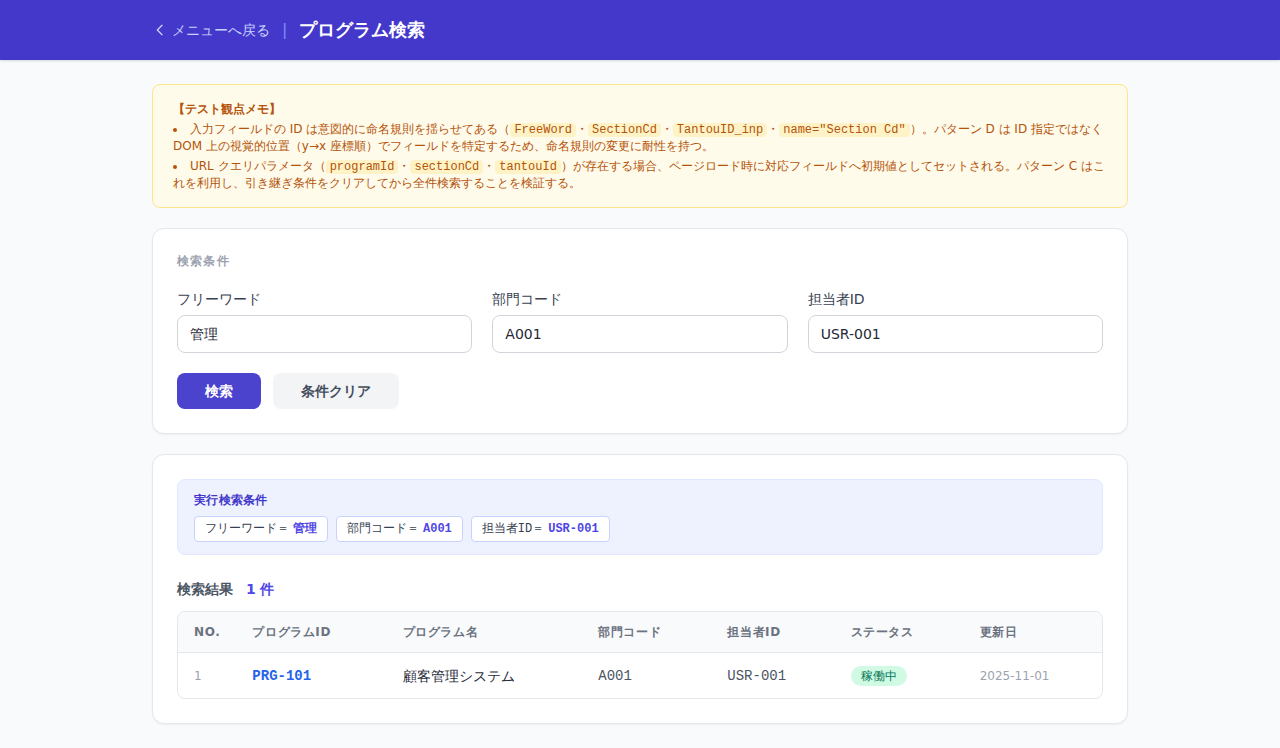 メニューへ戻る | プログラム検索
【テスト観点メモ】
• 入力フィールドの ID は意図的に命名規則を揺らせてある（ FreeWord ・ SectionCd ・ TantouID_inp ・ name="Section Cd" ）。パターン D は ID 指定ではなく
DOM 上の視覚的位置（y→x 座標順）でフィールドを特定するため、命名規則の変更に耐性を持つ。
• URL クエリパラメータ（ programId ・ sectionCd ・ tantouId ）が存在する場合、ページロード時に対応フィールドへ初期値としてセットされる。パターン C はこ
れを利用し、引き継ぎ条件をクリアしてから全件検索することを検証する。
検索条件
フリーワード 部門コード 担当者ID
管理 A001 USR-001
検索 条件クリア
実行検索条件
フリーワード＝ 管理 部門コード＝ A001 担当者ID＝ USR-001
検索結果 1 件
NO. プログラムID プログラム名 部門コード 担当者ID ステータス 更新日
1 PRG-101 顧客管理システム A001 USR-001 稼働中 2025-11-01